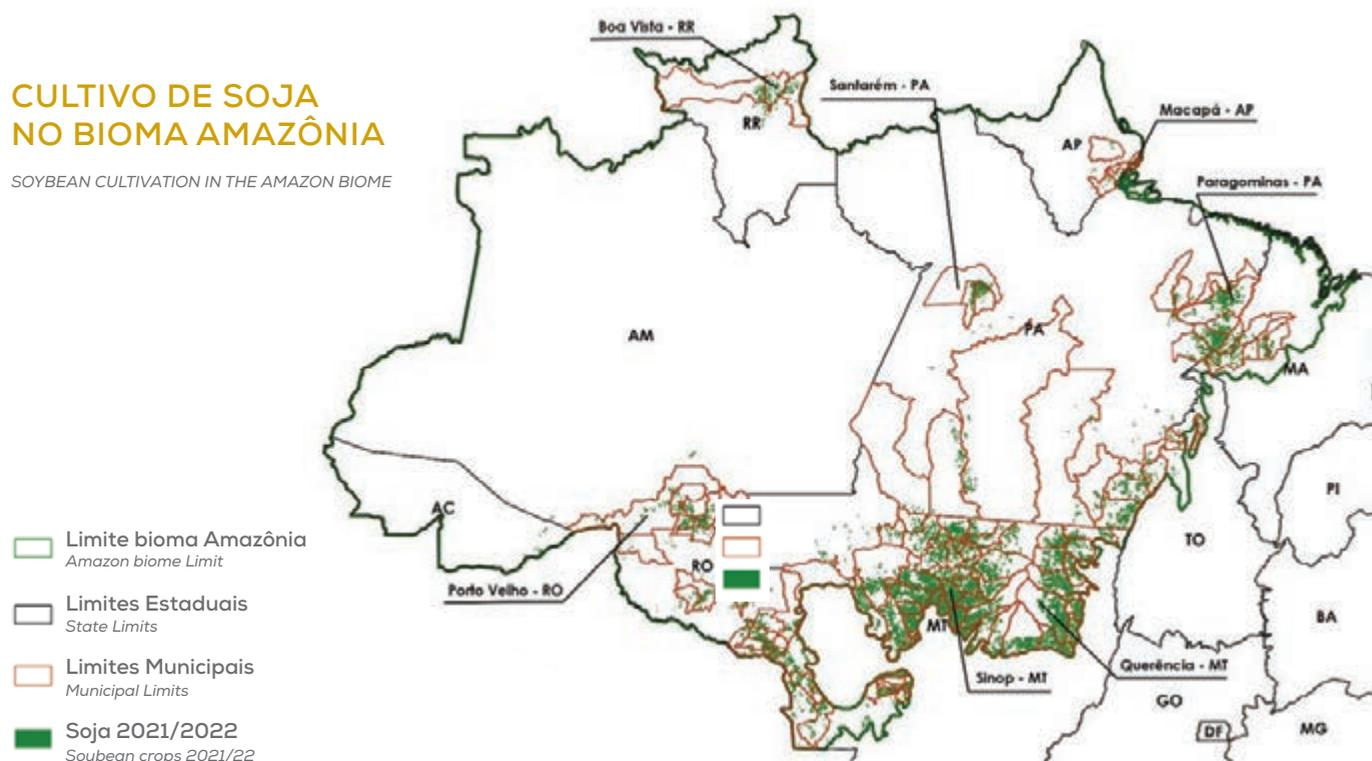 CULTIVO DE SOJA
NO BIOMA AMAZÔNIA
SOYBEAN CULTIVATION IN THE AMAZON BIOME
Boa Vista - RR
Santarém - PA
Macapá - AP
Paragominas - PA
RR
AP
AM
PA
MA
AC
PI
RO
TO
Porto Velho - RO
MT
BA
Sinop - MT
Querência - MT
GO
DF
MG
Limite bioma Amazônia
Amazon biome Limit
Limites Estaduais
State Limits
Limites Municipais
Municipal Limits
Soja 2021/2022
Soybean crops 2021/22